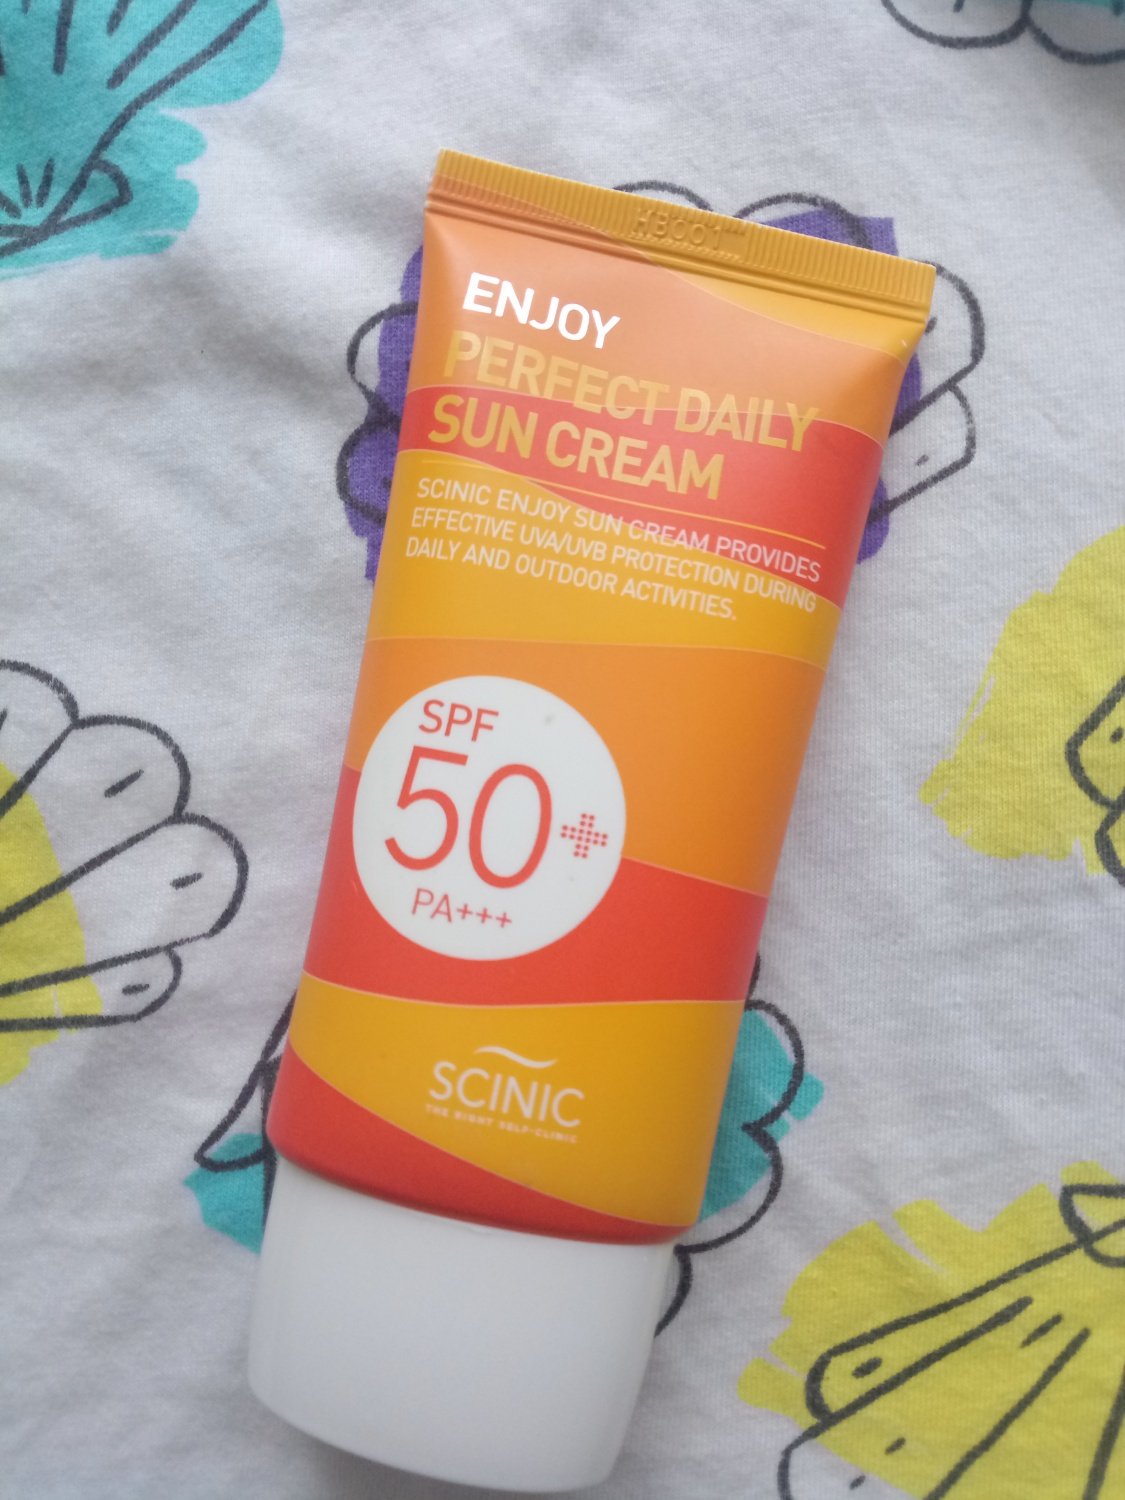 HB001
ENJOY
PERFECT DAILY
SUN CREAM
SCINIC ENJOY SUN CREAM PROVIDES
EFFECTIVE UVA/UVB PROTECTION DURING
DAILY AND OUTDOOR ACTIVITIES.
SPF
50+
PA+++
SCINIC
THE RIGHT SELF-CLINIC